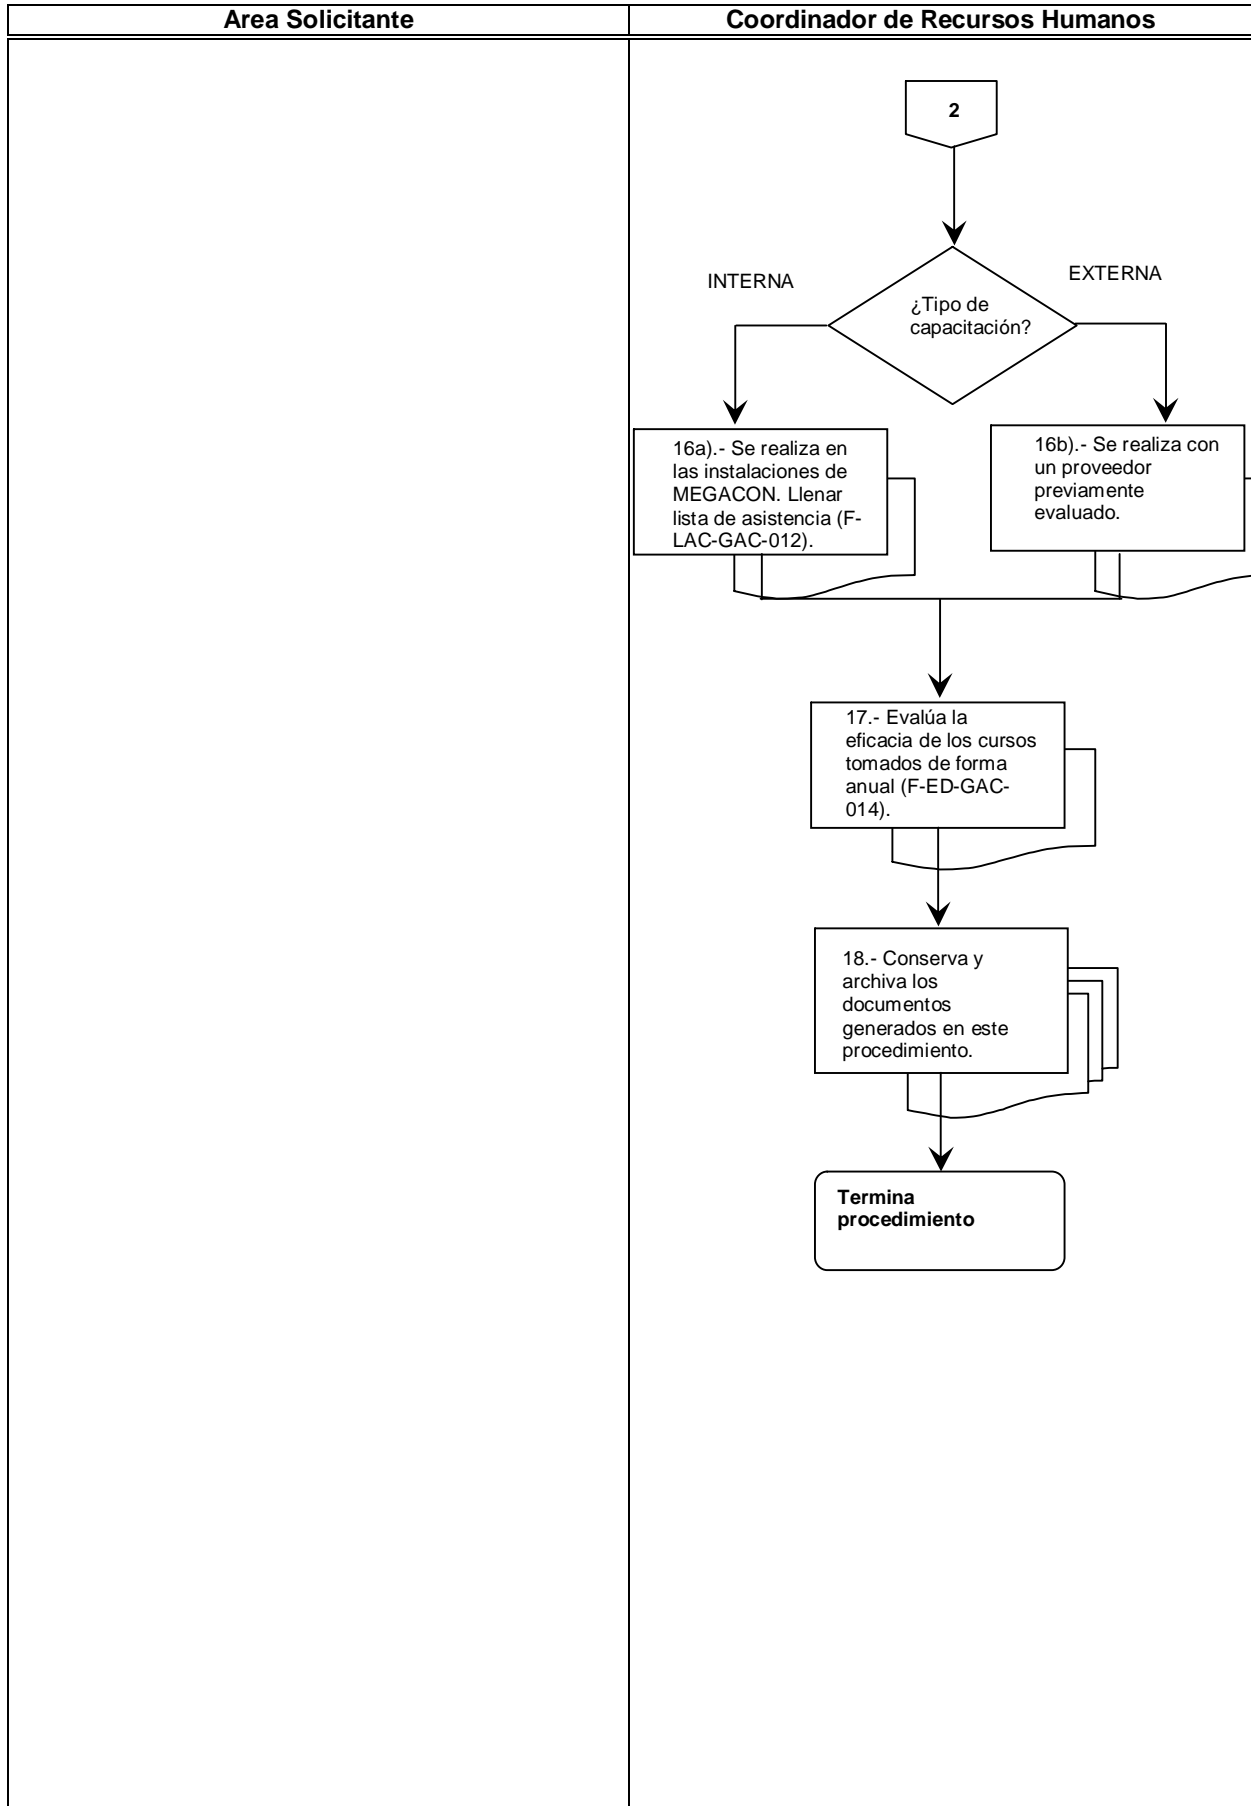 Area Solicitante
Coordinador de Recursos Humanos
2
INTERNA
EXTERNA
¿Tipo de
capacitación?
16a).- Se realiza en
las instalaciones de
MEGACON. Llenar
lista de asistencia (F-
LAC-GAC-012).
16b).- Se realiza con
un proveedor
previamente
evaluado.
17.- Evalúa la
eficacia de los cursos
tomados de forma
anual (F-ED-GAC-
014).
18.- Conserva y
archiva los
documentos
generados en este
procedimiento.
Termina
procedimiento